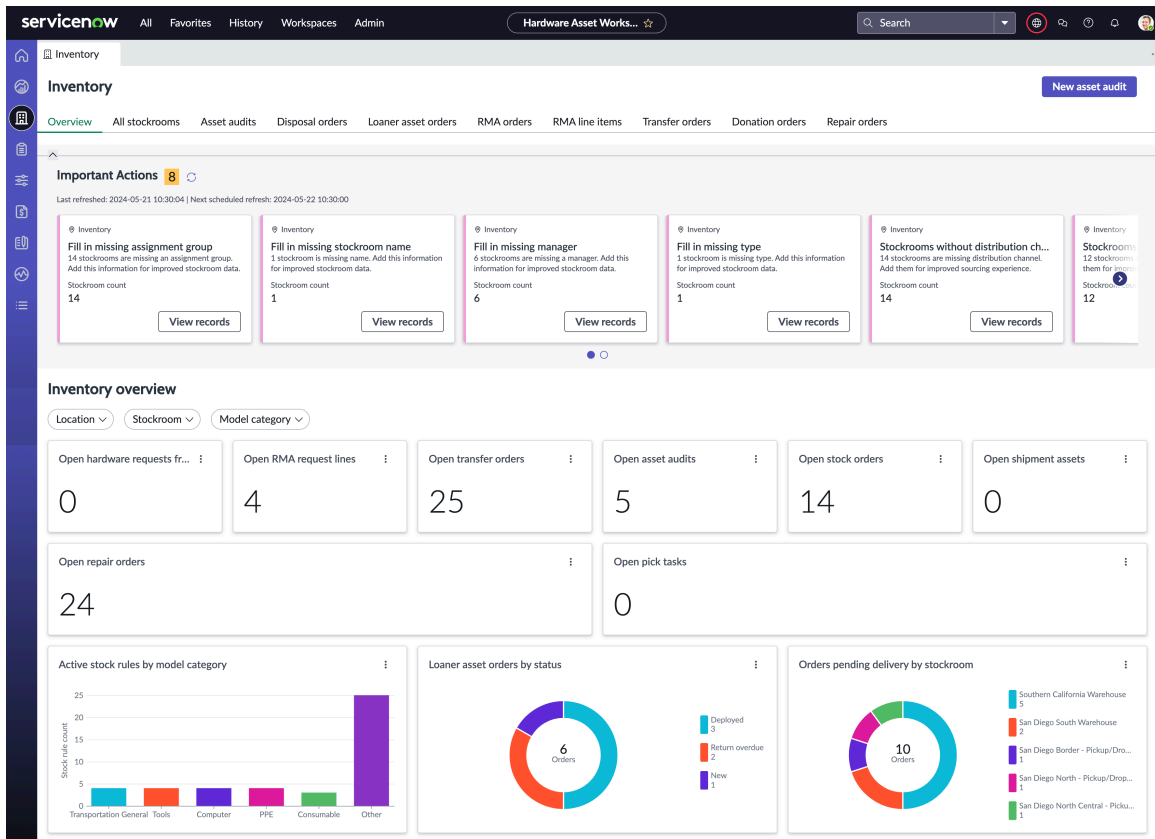 servicenow All Favorites History Workspaces Admin Hardware Asset Works... Search
Inventory
Inventory New asset audit
Overview All stockrooms Asset audits Disposal orders Loaner asset orders RMA orders RMA line items Transfer orders Donation orders Repair orders
Important Actions 8
Last refreshed: 2024-05-21 10:30:04 | Next scheduled refresh: 2024-05-22 10:30:00
Inventory
Fill in missing assignment group
14 stockrooms are missing an assignment group.
Add this information for improved stockroom data.
Stockroom count
14
View records
Inventory
Fill in missing stockroom name
1 stockroom is missing name. Add this information
for improved stockroom data.
Stockroom count
1
View records
Inventory
Fill in missing manager
6 stockrooms are missing a manager. Add this
information for improved stockroom data.
Stockroom count
6
View records
Inventory
Fill in missing type
1 stockroom is missing type. Add this information
for improved stockroom data.
Stockroom count
1
View records
Inventory
Stockrooms without distribution ch...
14 stockrooms are missing distribution channel.
Add them for improved sourcing experience.
Stockroom count
14
View records
Inventory
Stockrooms
12 stockrooms
them for
Stockroom
12
Inventory overview
Location Stockroom Model category
Open hardware requests fr...
0
Open RMA request lines
4
Open transfer orders
25
Open asset audits
5
Open stock orders
14
Open shipment assets
0
Open repair orders
24
Open pick tasks
0
Active stock rules by model category
Stock rule count
25
20
15
10
5
0
Transportation General Tools Computer PPE Consumable Other
Loaner asset orders by status
6
Orders
Deployed
3
Return overdue
2
New
1
Orders pending delivery by stockroom
10
Orders
Southern California Warehouse
5
San Diego South Warehouse
2
San Diego Border - Pickup/Dro...
1
San Diego North - Pickup/Drop...
1
San Diego North Central - Picku...
1